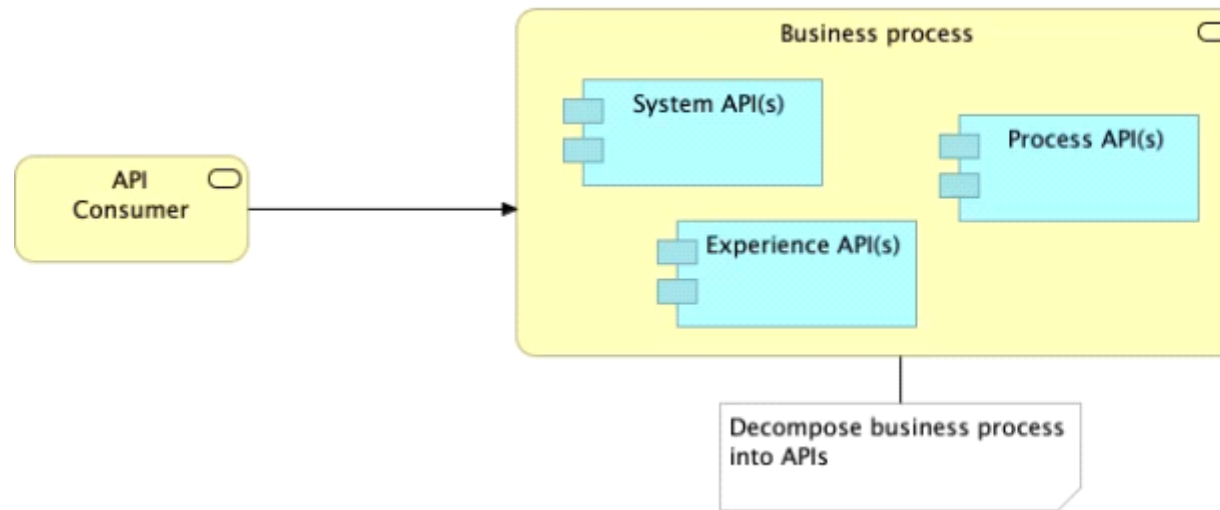 Business process
System API(s)
Process API(s)
API
Consumer
Experience API(s)
Decompose business process
into APIs